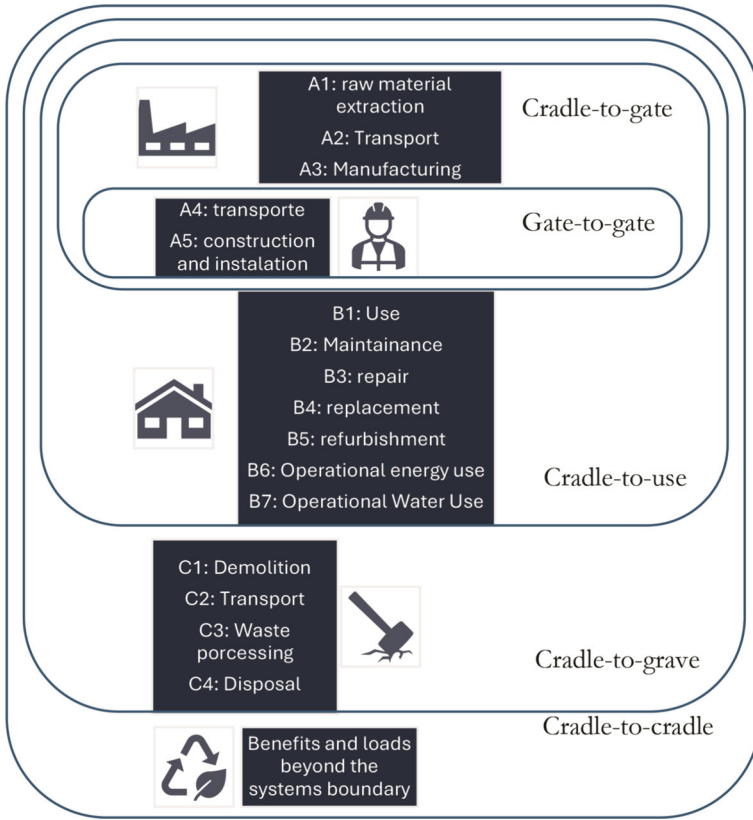 A1: raw material
extraction
A2: Transport
A3: Manufacturing
Cradle-to-gate
A4: transporte
A5: construction
and instalation
Gate-to-gate
B1: Use
B2: Maintainance
B3: repair
B4: replacement
B5: refurbishment
B6: Operational energy use
B7: Operational Water Use
Cradle-to-use
C1: Demolition
C2: Transport
C3: Waste
porcessing
C4: Disposal
Cradle-to-grave
Cradle-to-cradle
Benefits and loads
beyond the
systems boundary